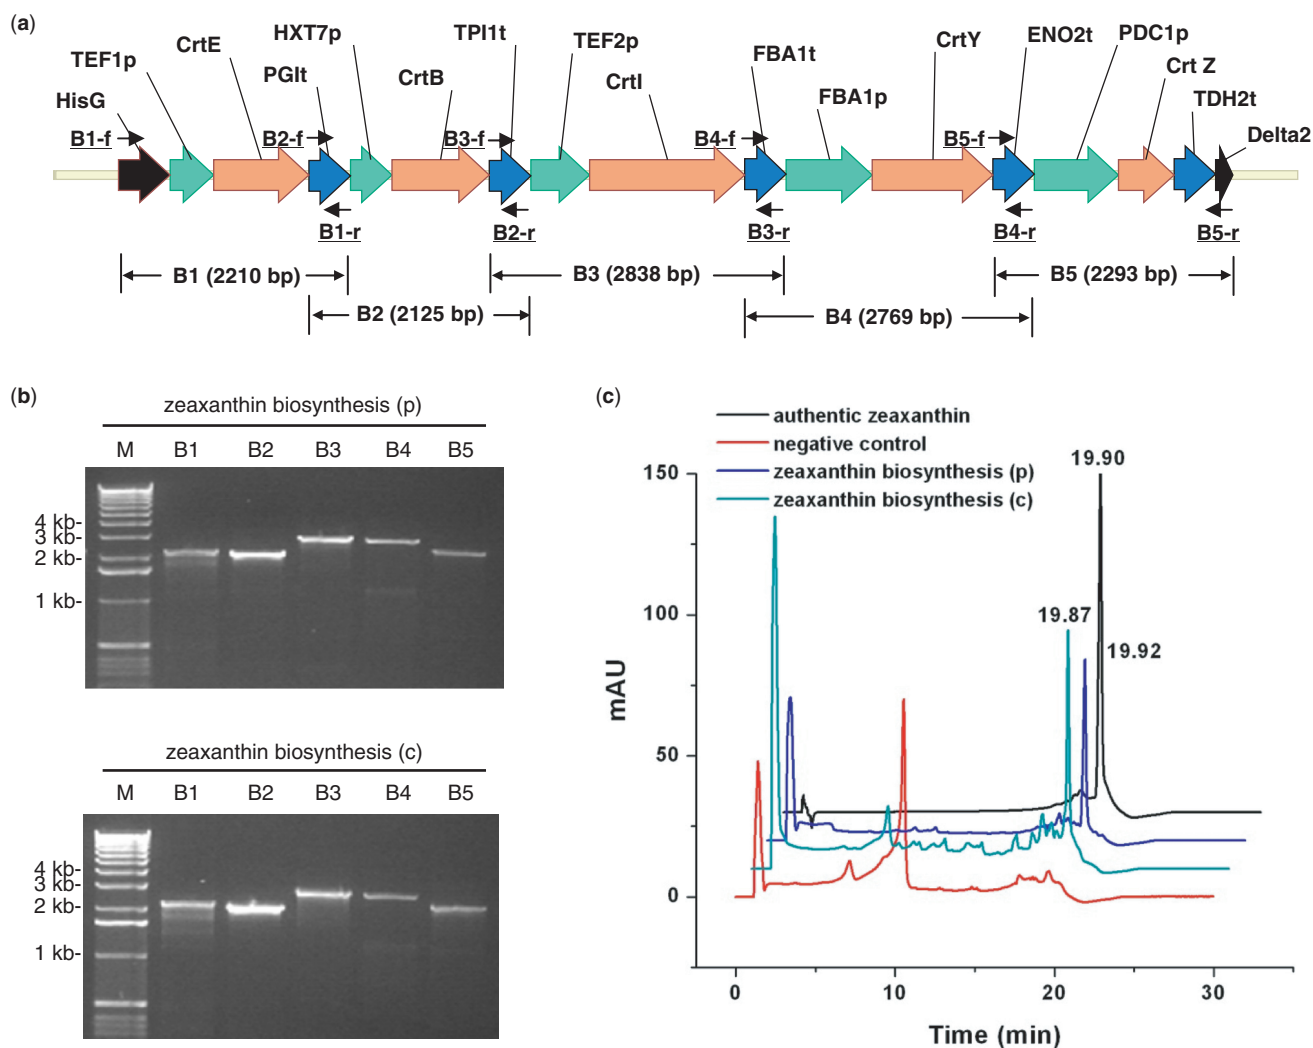 (a)
HisG
TEF1p
CrtE
PGIt
HXT7p
CrtB
TPI1t
TEF2p
CrtI
FBA1t
FBA1p
CrtY
ENO2t
PDC1p
Crt Z
TDH2t
Delta2
B1-f
B2-f
B3-f
B4-f
B5-f
B1-r
B2-r
B3-r
B4-r
B5-r
B1 (2210 bp)
B2 (2125 bp)
B3 (2838 bp)
B4 (2769 bp)
B5 (2293 bp)
(b)
zeaxanthin biosynthesis (p)
M B1 B2 B3 B4 B5
4 kb-
3 kb-
2 kb-
1 kb-
zeaxanthin biosynthesis (c)
M B1 B2 B3 B4 B5
4 kb-
3 kb-
2 kb-
1 kb-
(c)
authentic zeaxanthin
negative control
zeaxanthin biosynthesis (p)
zeaxanthin biosynthesis (c)
19.90
19.87
19.92
150
100
50
0
mAU
0 10 20 30
Time (min)